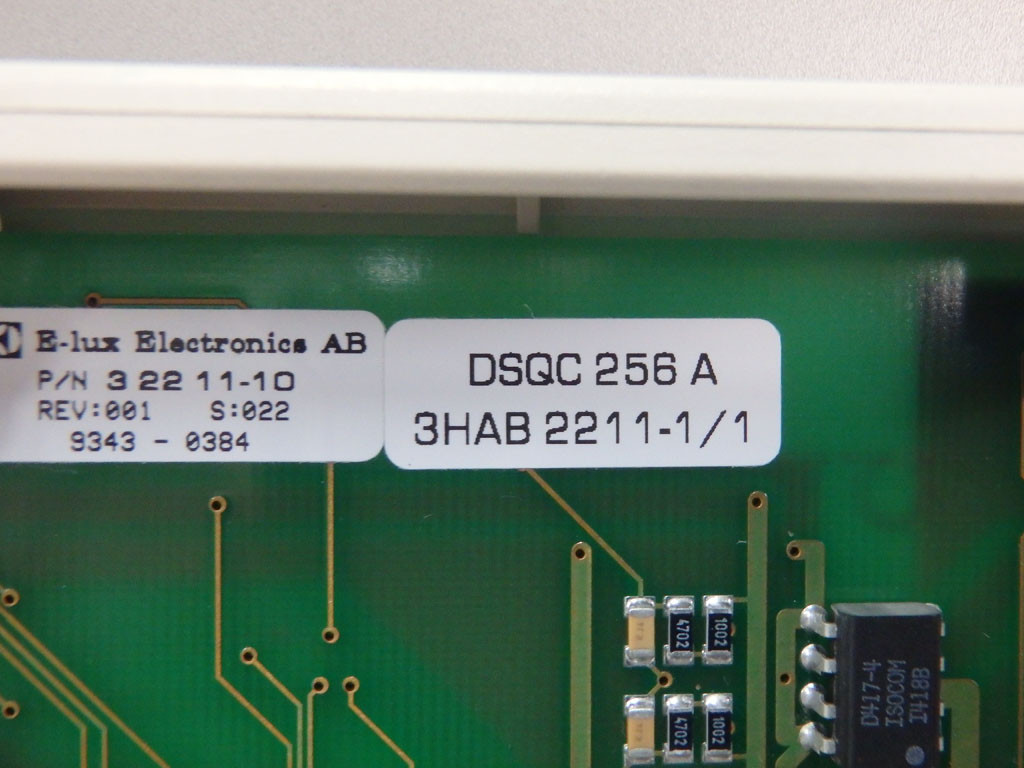 E-lux Electronics AB
P/N 3 22 11-10
REV:001 S:022
9343 - 0384
DSQC 256 A
3HAB 2211-1/1
4702
1002
4702
1002
D417-4
ISOCOM
I418B